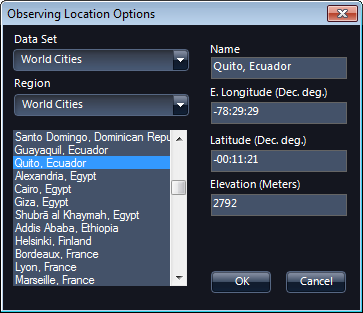 Observing Location Options
Data Set
World Cities
Region
World Cities
Santo Domingo, Dominican Repu
Guayaquil, Ecuador
Quito, Ecuador
Alexandria, Egypt
Cairo, Egypt
Giza, Egypt
Shubrā al Khaymah, Egypt
Addis Ababa, Ethiopia
Helsinki, Finland
Bordeaux, France
Lyon, France
Marseille, France
Name
Quito, Ecuador
E. Longitude (Dec. deg.)
-78:29:29
Latitude (Dec. deg.)
-00:11:21
Elevation (Meters)
2792
OK
Cancel